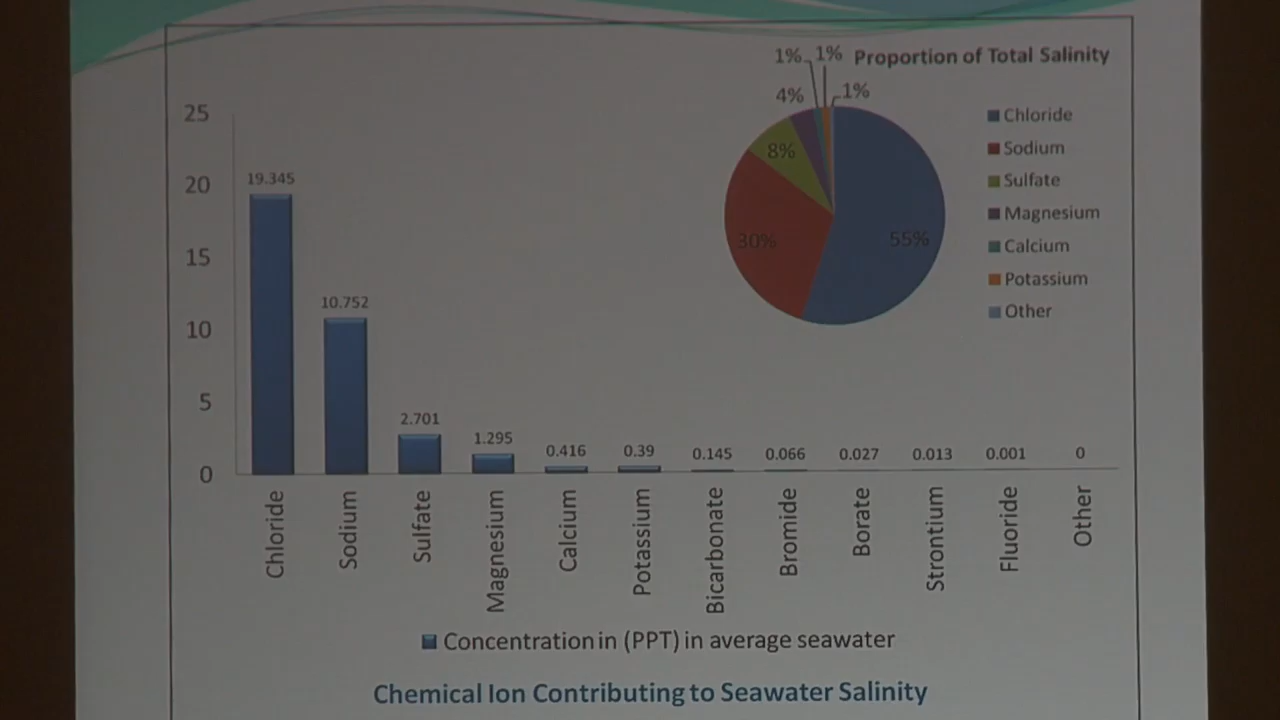 1% 1% Proportion of Total Salinity
4% 1%
8%
30%
55%
Chloride
Sodium
Sulfate
Magnesium
Calcium
Potassium
Other
25
20
15
10
5
0
19.345
10.752
2.701
1.295
0.416
0.39
0.145
0.066
0.027
0.013
0.001
0
Chloride
Sodium
Sulfate
Magnesium
Calcium
Potassium
Bicarbonate
Bromide
Borate
Strontium
Fluoride
Other
Concentration in (PPT) in average seawater
Chemical Ion Contributing to Seawater Salinity